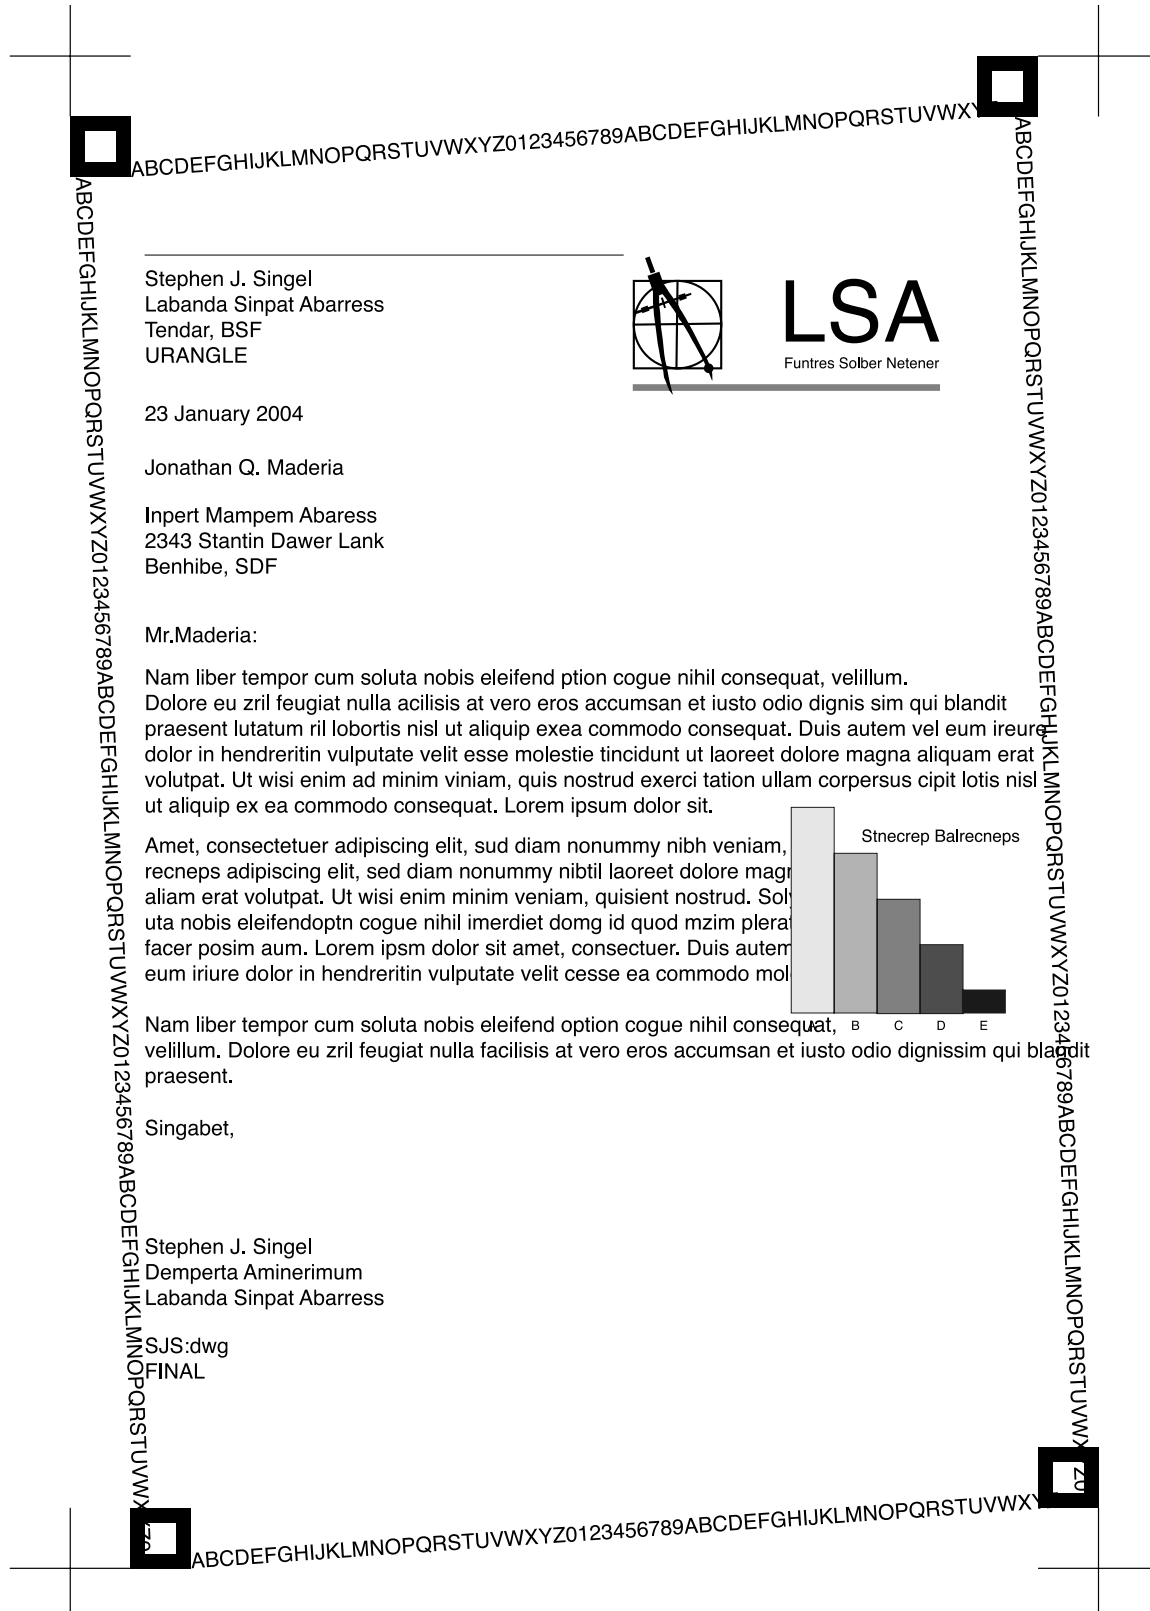 ABCDEFGHIJKLMNOPQRSTUVWXYZ0123456789ABCDEFGHIJKLMNOPQRSTUVWXY
ABCDEFGHIJKLMNOPQRSTUVWXYZ0123456789ABCDEFGHIJKLMNOPQRSTUVWXYZ0123456789ABCDEFGHIJKLMNOPQRSTUVWX
ABCDEFGHIJKLMNOPQRSTUVWXYZ0123456789ABCDEFGHIJKLMNOPQRSTUVWXYZ0123456789ABCDEFGHIJKLMNOPQRSTUVWX Z0
Stephen J. Singel
Labanda Sinpat Abarress
Tendar, BSF
URANGLE
LSA
Funtres Solber Netener
23 January 2004
Jonathan Q. Maderia
Inpert Mampem Abaress
2343 Stantin Dawer Lank
Benhibe, SDF
Mr.Maderia:
Nam liber tempor cum soluta nobis eleifend ption cogue nihil consequat, velillum.
Dolore eu zril feugiat nulla acilisis at vero eros accumsan et iusto odio dignis sim qui blandit
praesent lutatum ril lobortis nisl ut aliquip exea commodo consequat. Duis autem vel eum ireure
dolor in hendreritin vulputate velit esse molestie tincidunt ut laoreet dolore magna aliquam erat
volutpat. Ut wisi enim ad minim viniam, quis nostrud exerci tation ullam corpersus cipit lotis nisl
ut aliquip ex ea commodo consequat. Lorem ipsum dolor sit.
Amet, consectetuer adipiscing elit, sud diam nonummy nibh veniam,
recneps adipiscing elit, sed diam nonummy nibtil laoreet dolore mag
aliam erat volutpat. Ut wisi enim minim veniam, quisient nostrud. Sol
uta nobis eleifendoptn cogue nihil imerdiet domg id quod mzim plerat
facer posim aum. Lorem ipsm dolor sit amet, consectuer. Duis autem
eum iriure dolor in hendreritin vulputate velit cesse ea commodo mol
Stnecrep Balrecneps
A B C D E
Nam liber tempor cum soluta nobis eleifend option cogue nihil consequat,
velillum. Dolore eu zril feugiat nulla facilisis at vero eros accumsan et iusto odio dignissim qui blandit
praesent.
Singabet,
Stephen J. Singel
Demperta Aminerimum
Labanda Sinpat Abarress
SJS:dwg
FINAL
ABCDEFGHIJKLMNOPQRSTUVWXYZ0123456789ABCDEFGHIJKLMNOPQRSTUVWXY